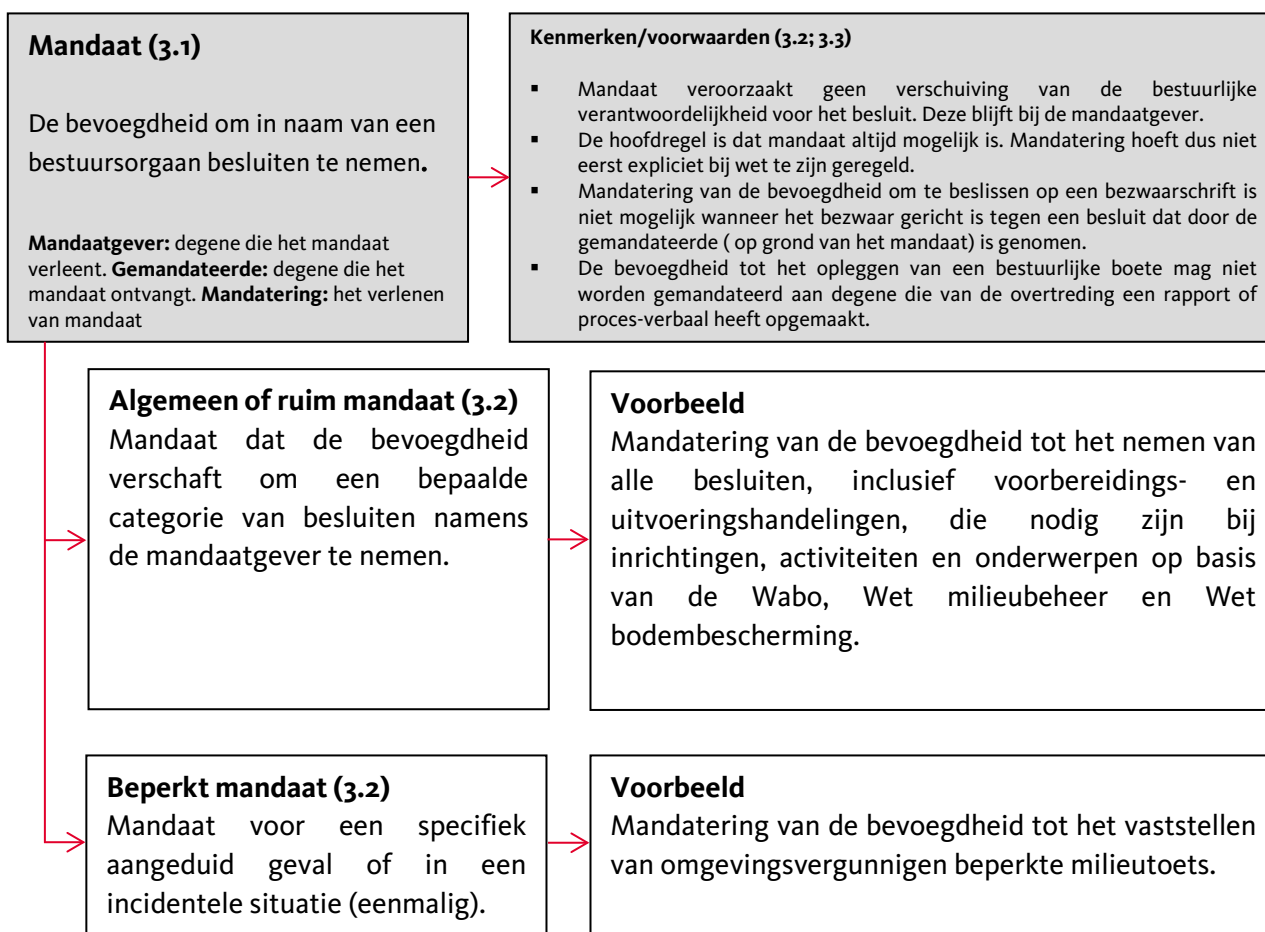 Mandaat (3.1)
De bevoegdheid om in naam van een
bestuursorgaan besluiten te nemen.
Mandaatgever: degene die het mandaat
verleent. Gemandateerde: degene die het
mandaat ontvangt. Mandatering: het verlenen
van mandaat
Kenmerken/voorwaarden (3.2; 3.3)
▪ Mandaat veroorzaakt geen verschuiving van de bestuurlijke
verantwoordelijkheid voor het besluit. Deze blijft bij de mandaatgever.
▪ De hoofdregel is dat mandaat altijd mogelijk is. Mandatering hoeft dus niet
eerst expliciet bij wet te zijn geregeld.
▪ Mandatering van de bevoegdheid om te beslissen op een bezwaarschrift is
niet mogelijk wanneer het bezwaar gericht is tegen een besluit dat door de
gemandateerde ( op grond van het mandaat) is genomen.
▪ De bevoegdheid tot het opleggen van een bestuurlijke boete mag niet
worden gemandateerd aan degene die van de overtreding een rapport of
proces-verbaal heeft opgemaakt.
Algemeen of ruim mandaat (3.2)
Mandaat dat de bevoegdheid
verschaft om een bepaalde
categorie van besluiten namens
de mandaatgever te nemen.
Voorbeeld
Mandatering van de bevoegdheid tot het nemen van
alle besluiten, inclusief voorbereidings- en
uitvoeringshandelingen, die nodig zijn bij
inrichtingen, activiteiten en onderwerpen op basis
van de Wabo, Wet milieubeheer en Wet
bodembescherming.
Beperkt mandaat (3.2)
Mandaat voor een specifiek
aangeduid geval of in een
incidentele situatie (eenmalig).
Voorbeeld
Mandatering van de bevoegdheid tot het vaststellen
van omgevingsvergunnigen beperkte milieutoets.